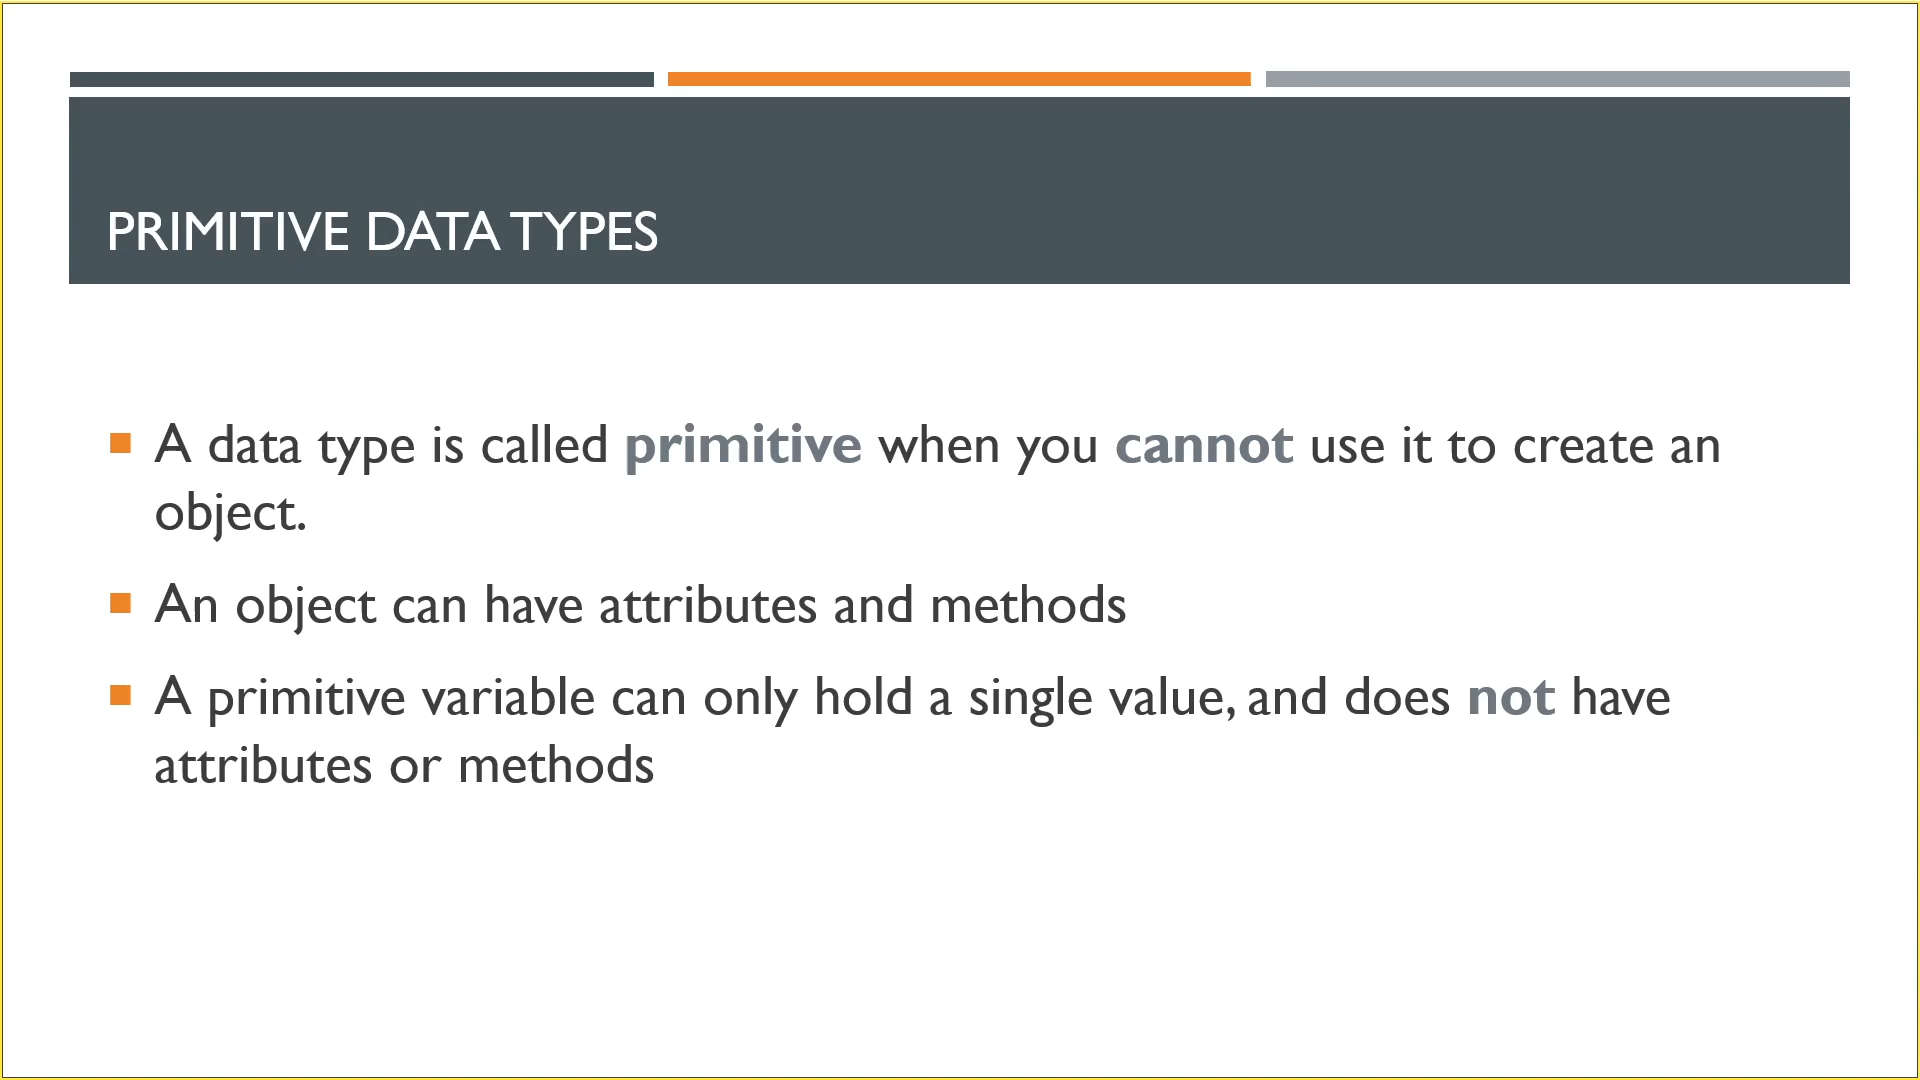 PRIMITIVE DATA TYPES
A data type is called primitive when you cannot use it to create an
object.
An object can have attributes and methods
A primitive variable can only hold a single value, and does not have
attributes or methods